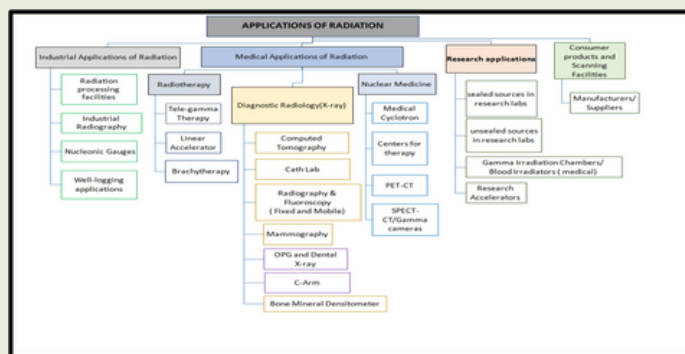 APPLICATIONS OF RADIATION
Industrial Applications of Radiation
Radiation
processing
facilities
Industrial
Radiography
Nucleonic Gauges
Well-logging
applications
Medical Applications of Radiation
Radiotherapy
Tele-gamma
Therapy
Linear
Accelerator
Brachytherapy
Diagnostic Radiology(X-ray)
Computed
Tomography
Cath Lab
Radiography &
Fluoroscopy
( Fixed and Mobile)
Mammography
OPG and Dental
X-ray
C-Arm
Bone Mineral Densitometer
Nuclear Medicine
Medical
Cyclotron
Centers for
therapy
PET-CT
SPECT-
CT/Gamma
cameras
Research applications
sealed sources in
research labs
unsealed sources
in research labs
Gamma Irradiation Chambers/
Blood Irradiators ( medical)
Research
Accelerators
Consumer
products and
Scanning
Facilities
Manufacturers/
Suppliers